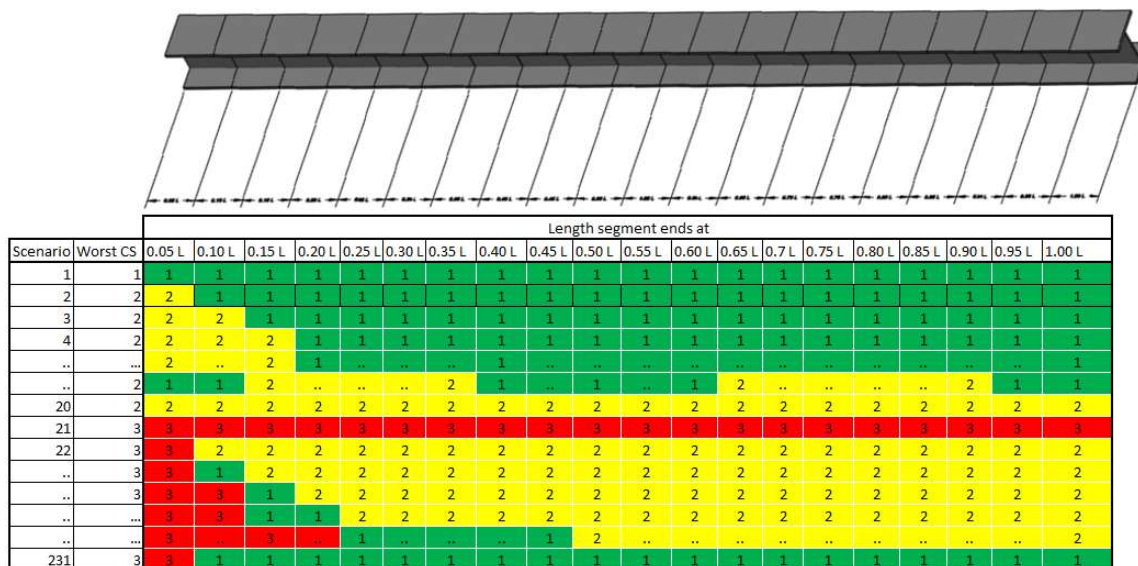 Length segment ends at
Scenario Worst CS 0.05 L 0.10 L 0.15 L 0.20 L 0.25 L 0.30 L 0.35 L 0.40 L 0.45 L 0.50 L 0.55 L 0.60 L 0.65 L 0.7 L 0.75 L 0.80 L 0.85 L 0.90 L 0.95 L 1.00 L
1 1 1 1 1 1 1 1 1 1 1 1 1 1 1 1 1 1 1 1 1 1
2 2 2 1 1 1 1 1 1 1 1 1 1 1 1 1 1 1 1 1 1 1
3 2 2 2 1 1 1 1 1 1 1 1 1 1 1 1 1 1 1 1 1 1
4 2 2 2 2 1 1 1 1 1 1 1 1 1 1 1 1 1 1 1 1 1
.. ... 2 .. 2 1 .. .. .. 1 .. .. .. .. .. .. .. .. .. .. .. 1
.. 2 1 1 2 .. .. .. 2 1 .. 1 .. 1 2 .. .. .. .. 2 1 1
20 2 2 2 2 2 2 2 2 2 2 2 2 2 2 2 2 2 2 2 2 2
21 3 3 3 3 3 3 3 3 3 3 3 3 3 3 3 3 3 3 3 3 3
22 3 3 2 2 2 2 2 2 2 2 2 2 2 2 2 2 2 2 2 2 2
.. 3 3 1 2 2 2 2 2 2 2 2 2 2 2 2 2 2 2 2 2 2
.. 3 3 3 1 2 2 2 2 2 2 2 2 2 2 2 2 2 2 2 2 2
.. ... 3 3 1 1 2 2 2 2 2 2 2 2 2 2 2 2 2 2 2 2
.. ... 3 .. 3 .. 1 .. .. .. 1 2 .. .. .. .. .. .. .. .. .. 2
231 3 3 1 1 1 1 1 1 1 1 1 1 1 1 1 1 1 1 1 1 1